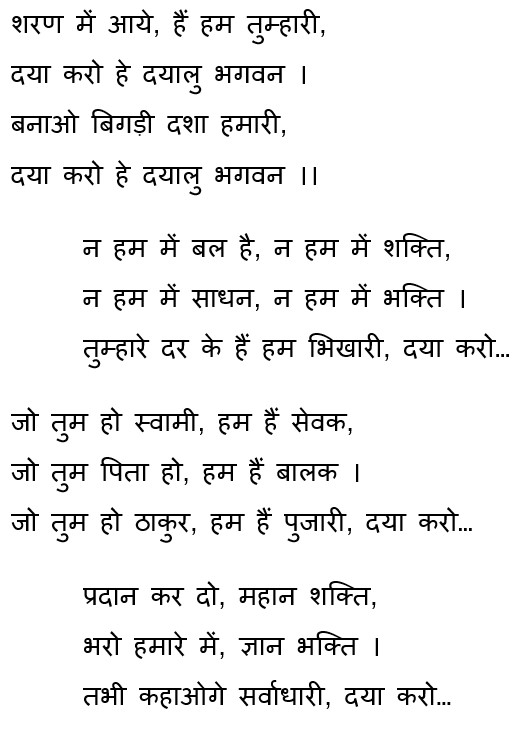 शरण में आये, हैं हम तुम्हारी,
दया करो हे दयालु भगवन ।
बनाओ बिगड़ी दशा हमारी,
दया करो हे दयालु भगवन ।।
न हम में बल है, न हम में शक्ति,
न हम में साधन, न हम में भक्ति ।
तुम्हारे दर के हैं हम भिखारी, दया करो...
जो तुम हो स्वामी, हम हैं सेवक,
जो तुम पिता हो, हम हैं बालक ।
जो तुम हो ठाकुर, हम हैं पुजारी, दया करो...
प्रदान कर दो, महान शक्ति,
भरो हमारे में, ज्ञान भक्ति ।
तभी कहाओगे सर्वाधारी, दया करो...